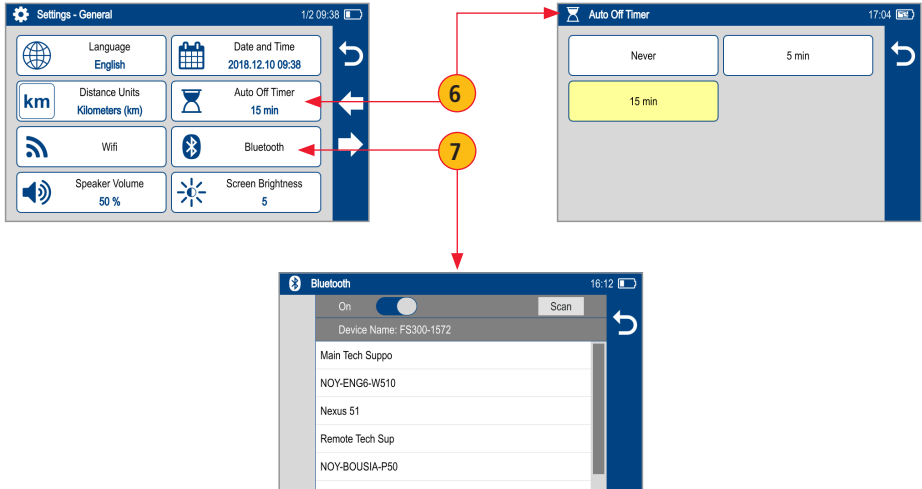 Settings - General
1/2 09:38
Language
English
Date and Time
2018.12.10 09:38
km
Distance Units
Kilometers (km)
Auto Off Timer
15 min
Wifi
Bluetooth
Speaker Volume
50 %
Screen Brightness
5
6
7
Auto Off Timer
17:04
Never
5 min
15 min
Bluetooth
16:12
On
Scan
Device Name: FS300-1572
Main Tech Suppo
NOY-ENG6-W510
Nexus 51
Remote Tech Sup
NOY-BOUSIA-P50